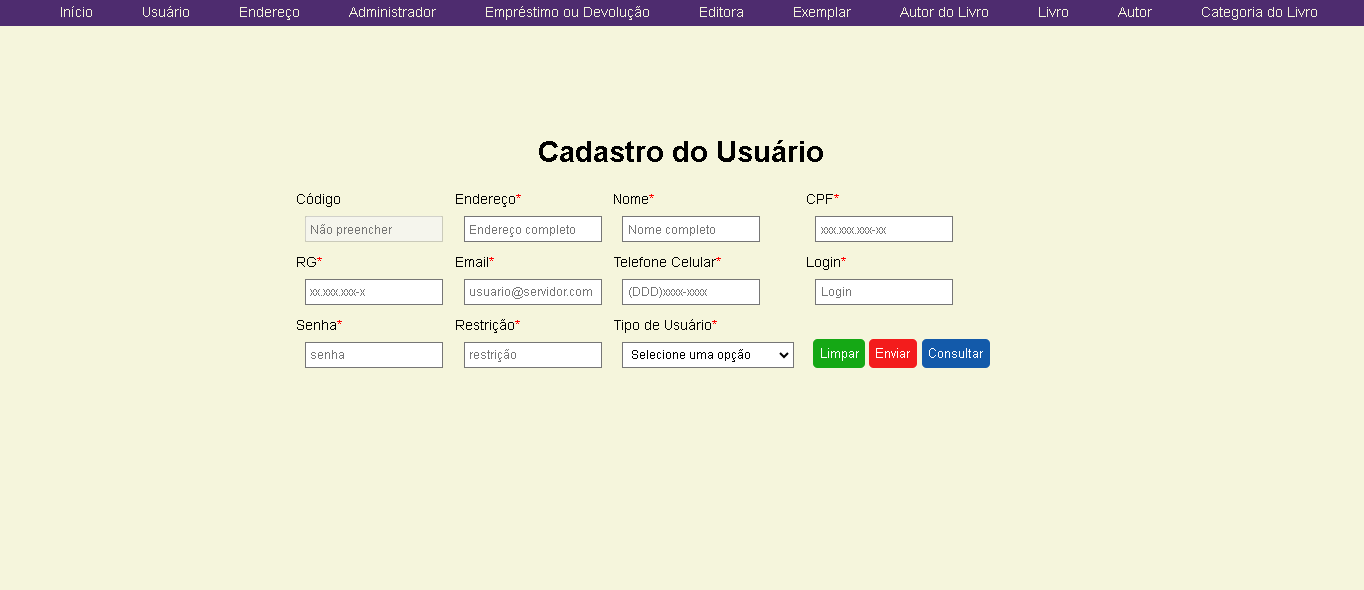 Início Usuário Endereço Administrador Empréstimo ou Devolução Editora Exemplar Autor do Livro Livro Autor Categoria do Livro
Cadastro do Usuário
Código Endereço* Nome* CPF*
Não preencher Endereço completo Nome completo xxx.xxx.xxx-xx
RG* Email* Telefone Celular* Login*
xx.xxx.xxx-x usuario@servidor.com (DDD)xxxx-xxxx Login
Senha* Restrição* Tipo de Usuário*
senha restrição Selecione uma opção Limpar Enviar Consultar